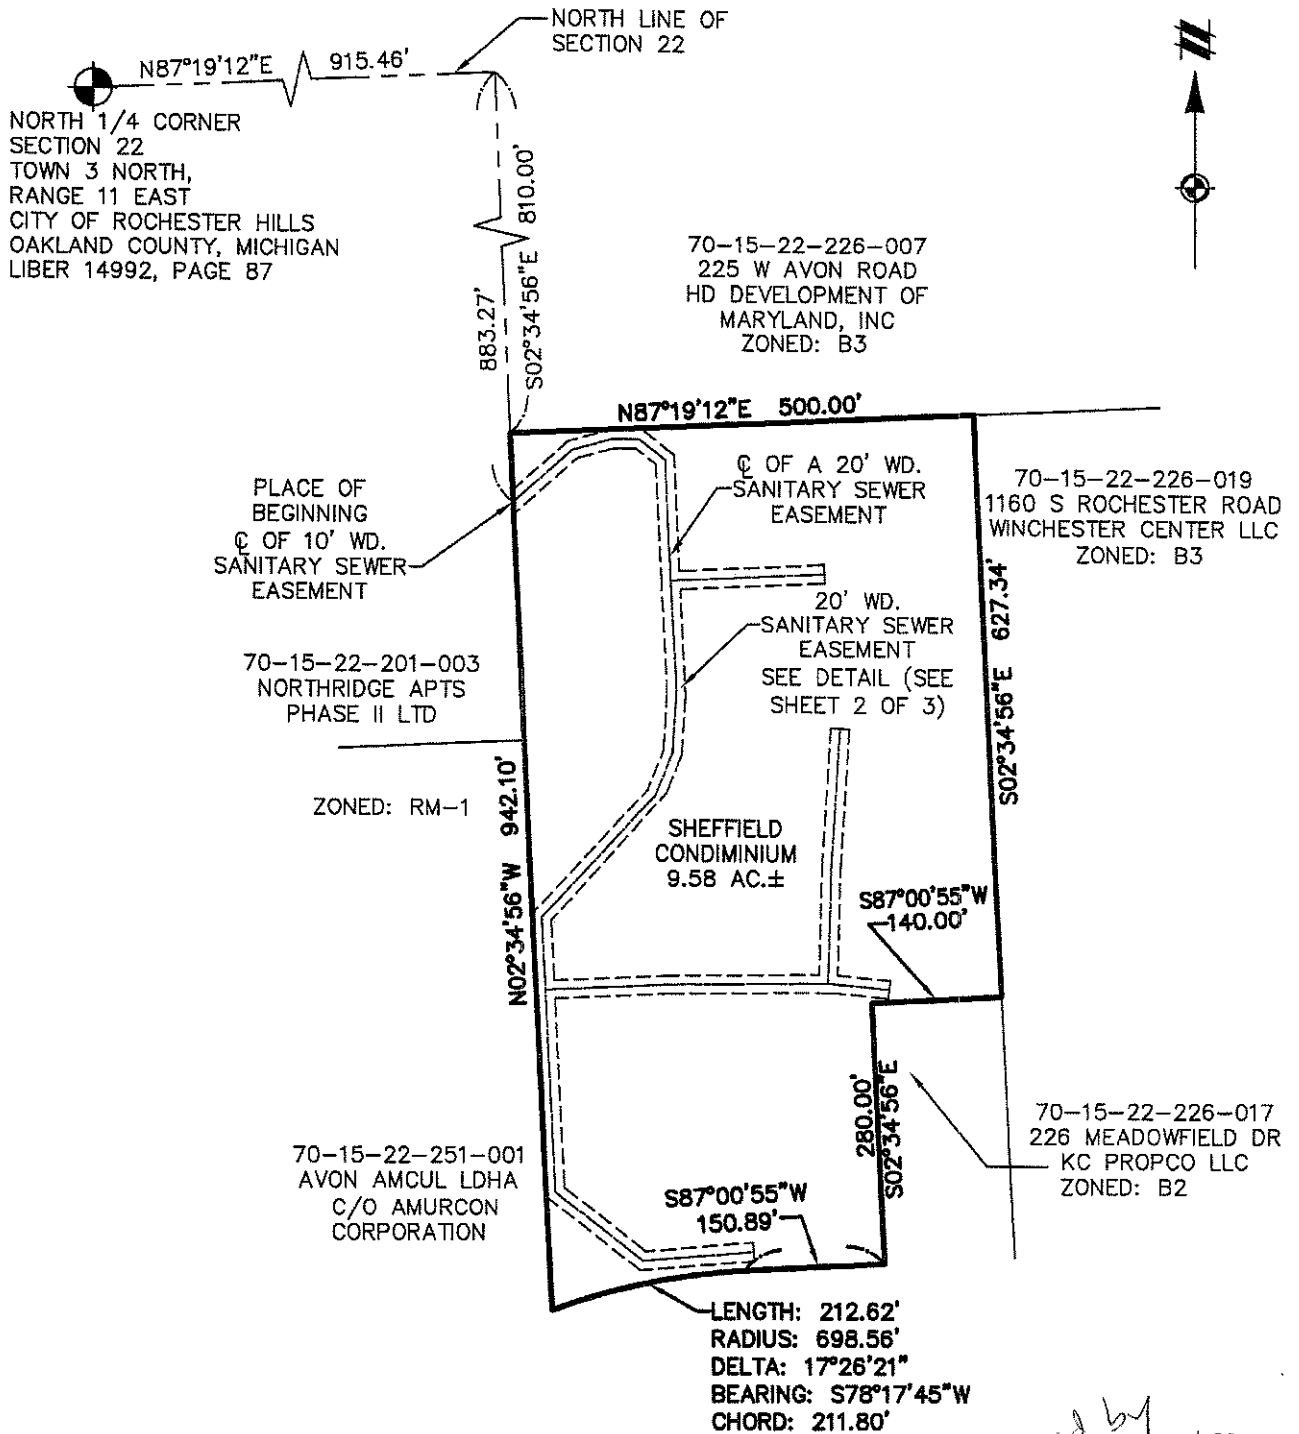 NORTH LINE OF
SECTION 22
N87°19'12"E 915.46'
NORTH 1/4 CORNER
SECTION 22
TOWN 3 NORTH,
RANGE 11 EAST
CITY OF ROCHESTER HILLS
OAKLAND COUNTY, MICHIGAN
LIBER 14992, PAGE 87
883.27'
S02°34'56"E 810.00'
70-15-22-226-007
225 W AVON ROAD
HD DEVELOPMENT OF
MARYLAND, INC
ZONED: B3
N87°19'12"E 500.00'
PLACE OF
BEGINNING
℄ OF 10' WD.
SANITARY SEWER
EASEMENT
℄ OF A 20' WD.
SANITARY SEWER
EASEMENT
70-15-22-226-019
1160 S ROCHESTER ROAD
WINCHESTER CENTER LLC
ZONED: B3
20' WD.
SANITARY SEWER
EASEMENT
SEE DETAIL (SEE
SHEET 2 OF 3)
S02°34'56"E 627.34'
70-15-22-201-003
NORTHRIDGE APTS
PHASE II LTD
ZONED: RM-1
N02°34'56"W 942.10'
SHEFFIELD
CONDIMINIUM
9.58 AC.±
S87°00'55"W
140.00'
280.00'
S02°34'56"E
70-15-22-226-017
226 MEADOWFIELD DR
KC PROPCO LLC
ZONED: B2
70-15-22-251-001
AVON AMCUL LDHA
C/O AMURCON
CORPORATION
S87°00'55"W
150.89'
LENGTH: 212.62'
RADIUS: 698.56'
DELTA: 17°26'21"
BEARING: S78°17'45"W
CHORD: 211.80'
by